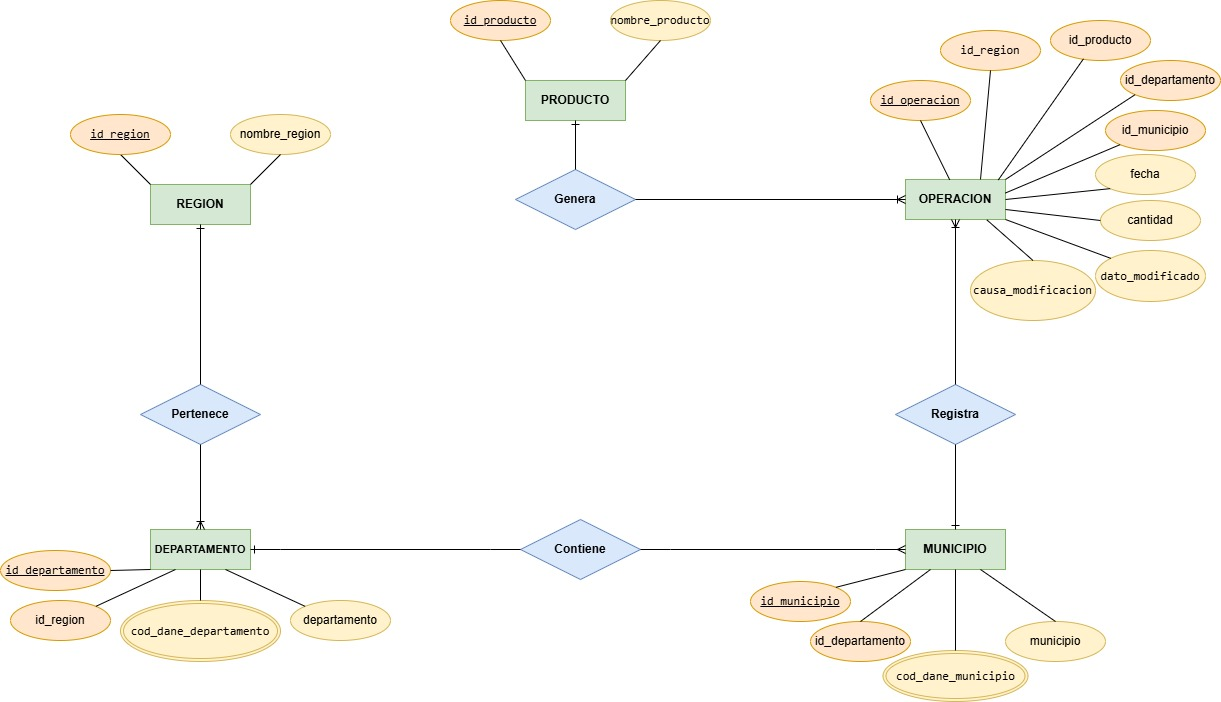 id_producto
nombre_producto
id_region
id_producto
id_departamento
id_operacion
PRODUCTO
id_municipio
id_region
nombre_region
fecha
REGION
Genera
OPERACION
cantidad
dato_modificado
causa_modificacion
Pertenece
Registra
DEPARTAMENTO
Contiene
MUNICIPIO
id_departamento
id_region
cod_dane_departamento
departamento
id_municipio
id_departamento
municipio
cod_dane_municipio